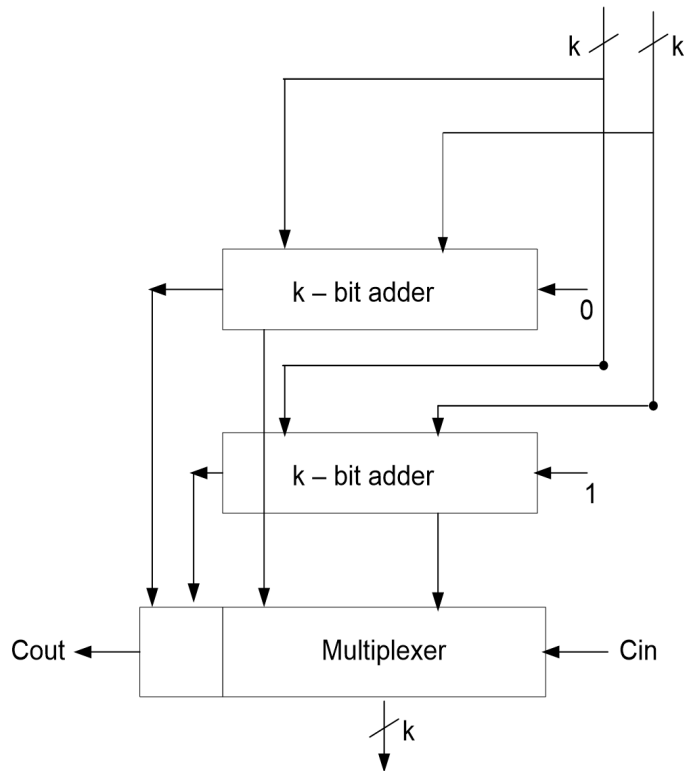 k k
k – bit adder
0
k – bit adder
1
Cout Multiplexer Cin
k